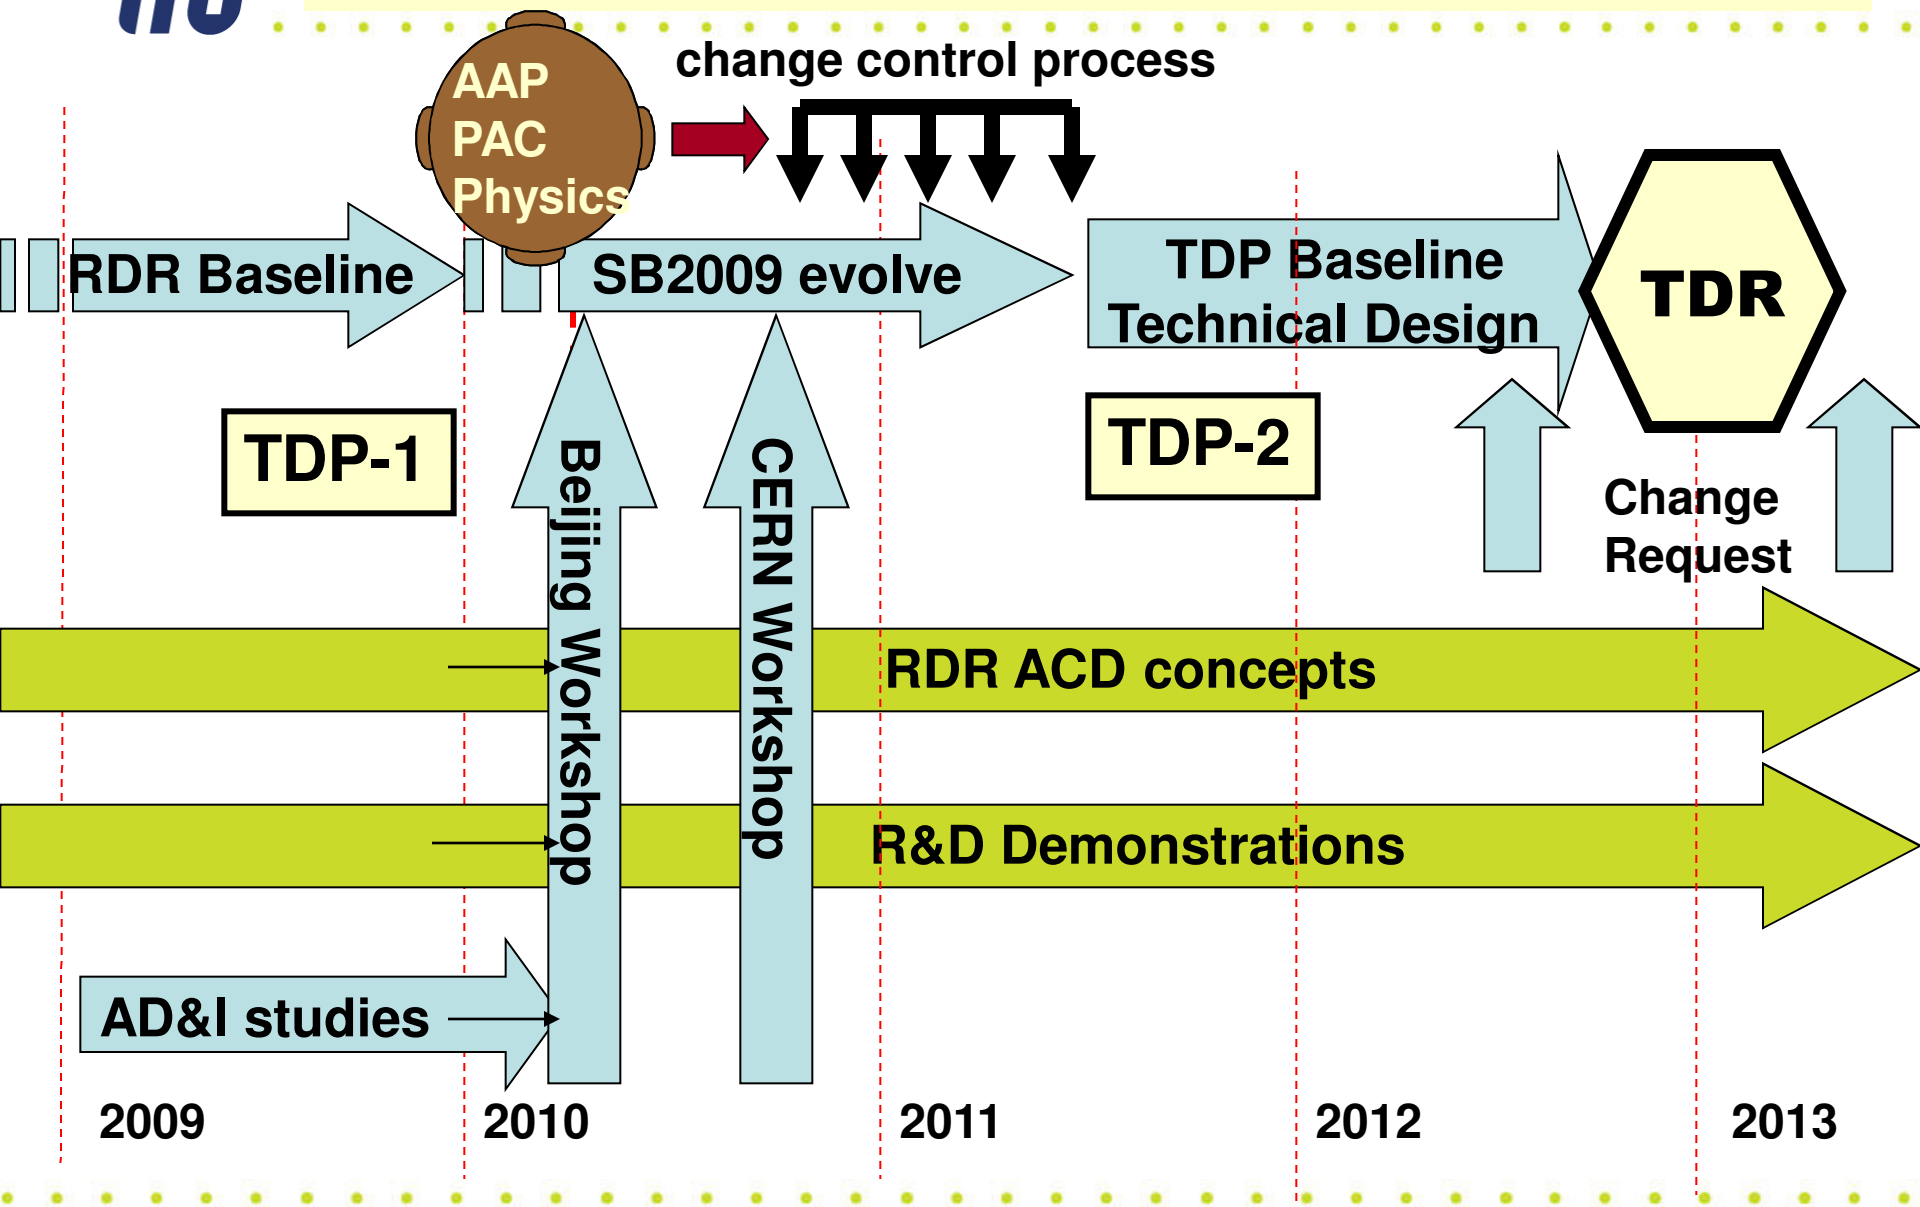 change control process
AAP
PAC
Physics
RDR Baseline
SB2009 evolve
TDP Baseline
Technical Design
TDR
TDP-1
TDP-2
Beijing Workshop
CERN Workshop
Change
Request
RDR ACD concepts
R&D Demonstrations
AD&I studies
2009
2010
2011
2012
2013